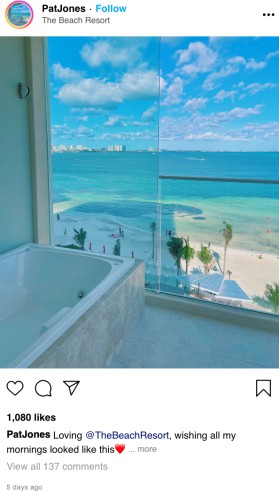 PatJones · Follow
The Beach Resort
1,080 likes
PatJones Loving @TheBeachResort, wishing all my
mornings looked like this❤️ ... more
View all 137 comments
5 days ago